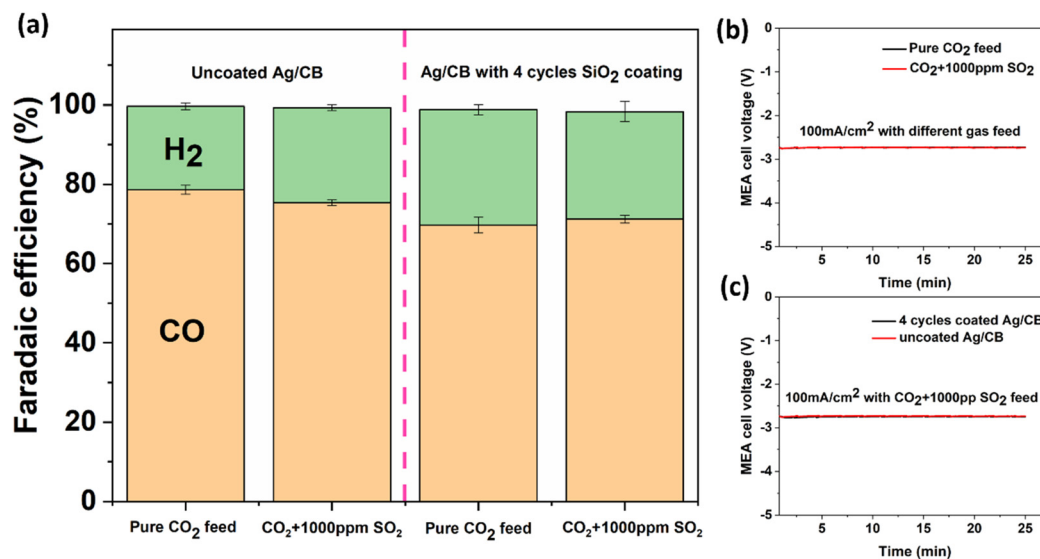 (a)
Uncoated Ag/CB
Ag/CB with 4 cycles SiO₂ coating
Faradaic efficiency (%)
100
80
60
40
20
0
H₂
CO
Pure CO₂ feed
CO₂+1000ppm SO₂
Pure CO₂ feed
CO₂+1000ppm SO₂
(b)
MEA cell voltage (V)
0
-1
-2
-3
-4
-5
Pure CO₂ feed
CO₂+1000ppm SO₂
100mA/cm² with different gas feed
5 10 15 20 25
Time (min)
(c)
MEA cell voltage (V)
0
-1
-2
-3
-4
-5
4 cycles coated Ag/CB
uncoated Ag/CB
100mA/cm² with CO₂+1000pp SO₂ feed
5 10 15 20 25
Time (min)